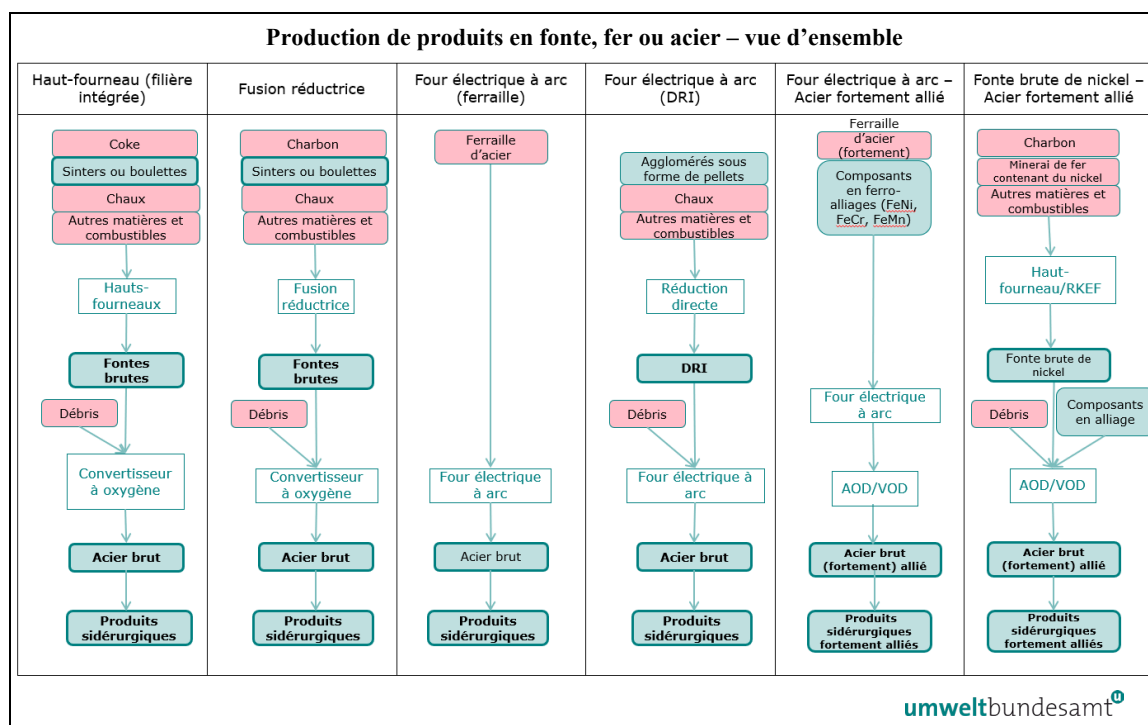 Production de produits en fonte, fer ou acier – vue d’ensemble
Haut-fourneau (filière
intégrée)
Fusion réductrice
Four électrique à arc
(ferraille)
Four électrique à arc
(DRI)
Four électrique à arc –
Acier fortement allié
Fonte brute de nickel –
Acier fortement allié
Coke
Sinters ou boulettes
Chaux
Autres matières et
combustibles
Hauts-
fourneaux
Fontes
brutes
Débris
Convertisseur
à oxygène
Acier brut
Produits
sidérurgiques
Charbon
Sinters ou boulettes
Chaux
Autres matières et
combustibles
Fusion
réductrice
Fontes
brutes
Débris
Convertisseur
à oxygène
Acier brut
Produits
sidérurgiques
Ferraille
d’acier
Four électrique
à arc
Acier brut
Produits
sidérurgiques
Agglomérés sous
forme de pellets
Chaux
Autres matières et
combustibles
Réduction
directe
DRI
Débris
Four électrique à
arc
Acier brut
Produits
sidérurgiques
Ferraille
d’acier
(fortement)
Composants
en ferro-
alliages (FeNi,
FeCr, FeMn)
Four électrique
à arc
AOD/VOD
Acier brut
(fortement) allié
Produits
sidérurgiques
fortement alliés
Charbon
Minerai de fer
contenant du nickel
Autres matières et
combustibles
Haut-
fourneau/RKEF
Fonte brute de
nickel
Débris
Composants
en alliage
AOD/VOD
Acier brut
(fortement) allié
Produits
sidérurgiques
fortement alliés
umweltbundesamt u